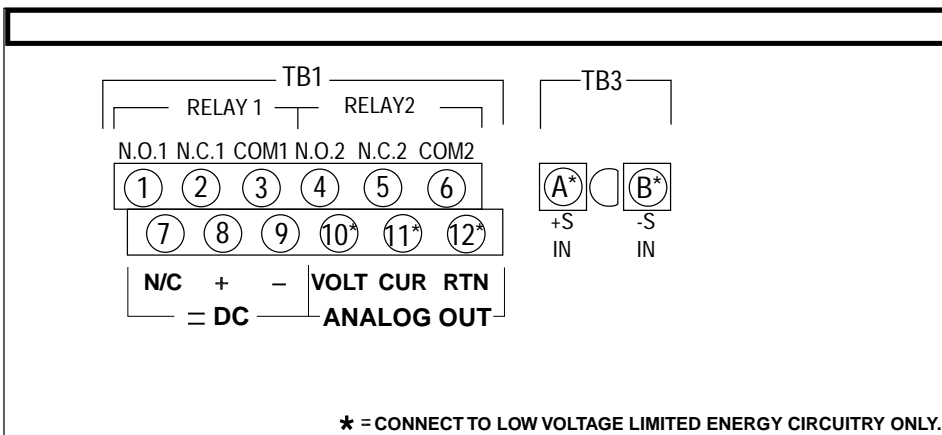 TB1 TB3
RELAY 1 RELAY2
N.O.1 N.C.1 COM1 N.O.2 N.C.2 COM2
1 2 3 4 5 6 A* B*
7 8 9 10* 11* 12* +S -S
IN IN
N/C + – VOLT CUR RTN
= DC ANALOG OUT
* = CONNECT TO LOW VOLTAGE LIMITED ENERGY CIRCUITRY ONLY.